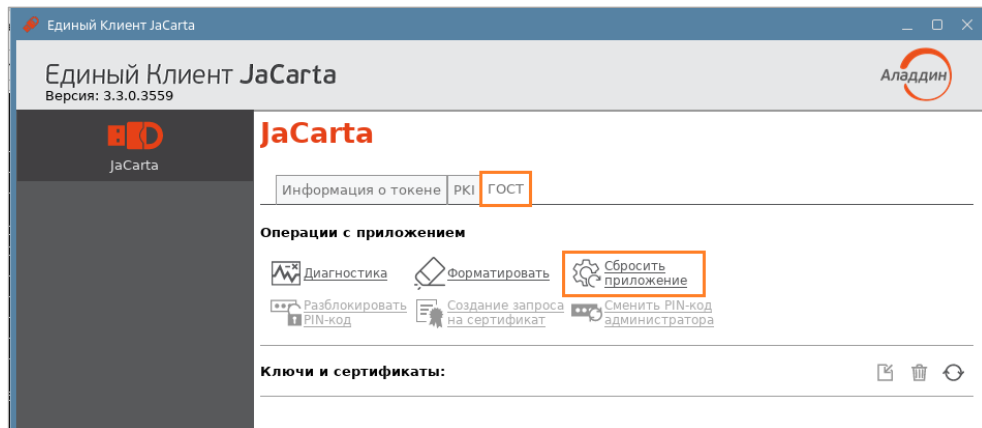 Единый Клиент JaCarta
Единый Клиент JaCarta
Версия: 3.3.0.3559
Аладдин
JaCarta
JaCarta
Информация о токене PKI ГОСТ
Операции с приложением
Диагностика
Форматировать
Сбросить
приложение
Разблокировать
PIN-код
Создание запроса
на сертификат
Сменить PIN-код
администратора
Ключи и сертификаты: